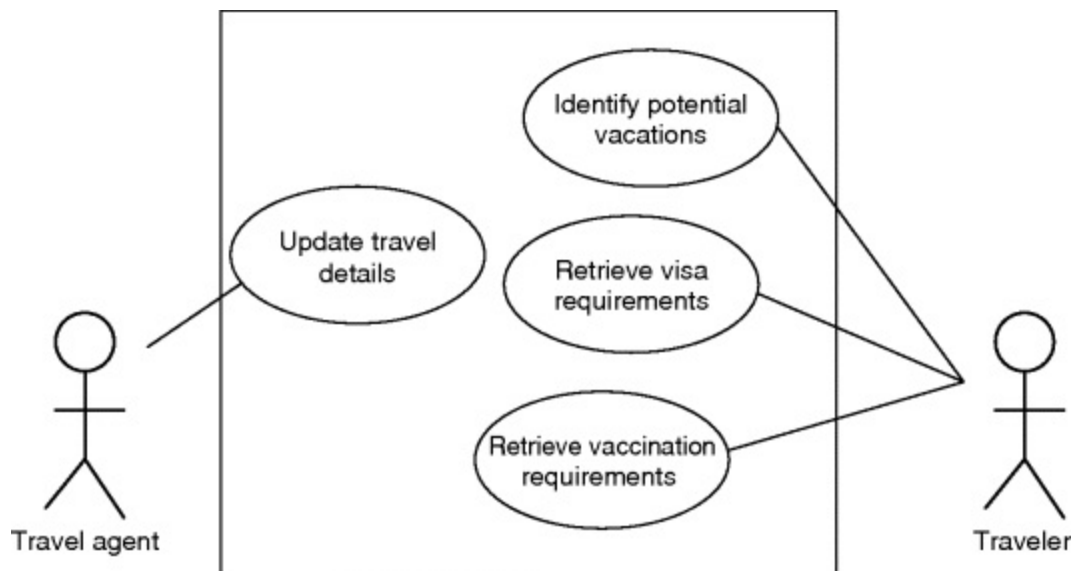 Identify potential
vacations
Update travel
details
Retrieve visa
requirements
Retrieve vaccination
requirements
Travel agent
Traveler